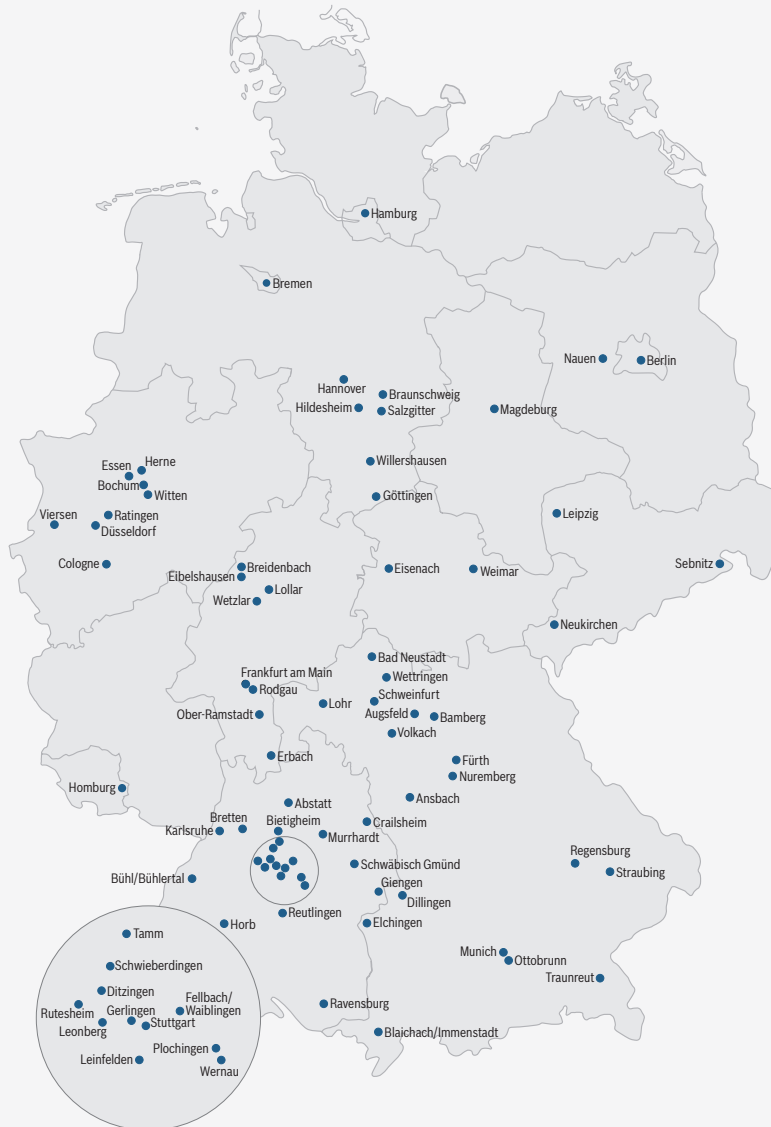 Hamburg
Bremen
Nauen
Berlin
Hannover
Braunschweig
Hildesheim
Salzgitter
Magdeburg
Willershausen
Göttingen
Herne
Essen
Bochum
Witten
Viersen
Ratingen
Düsseldorf
Leipzig
Cologne
Breidenbach
Eibelshausen
Eisenach
Weimar
Sebnitz
Lollar
Wetzlar
Neukirchen
Bad Neustadt
Frankfurt am Main
Wettringen
Rodgau
Schweinfurt
Lohr
Ober-Ramstadt
Augsfeld
Bamberg
Volkach
Erbach
Fürth
Nuremberg
Homburg
Ansbach
Abstatt
Bretten
Bietigheim
Crailsheim
Karlsruhe
Murrhardt
Regensburg
Schwäbisch Gmünd
Straubing
Bühl/Bühlertal
Giengen
Dillingen
Reutlingen
Horb
Elchingen
Tamm
Munich
Ottobrunn
Schwieberdingen
Traunreut
Ditzingen
Fellbach/
Waiblingen
Rutesheim
Gerlingen
Stuttgart
Leonberg
Ravensburg
Blaichach/Immenstadt
Plochingen
Leinfelden
Wernau